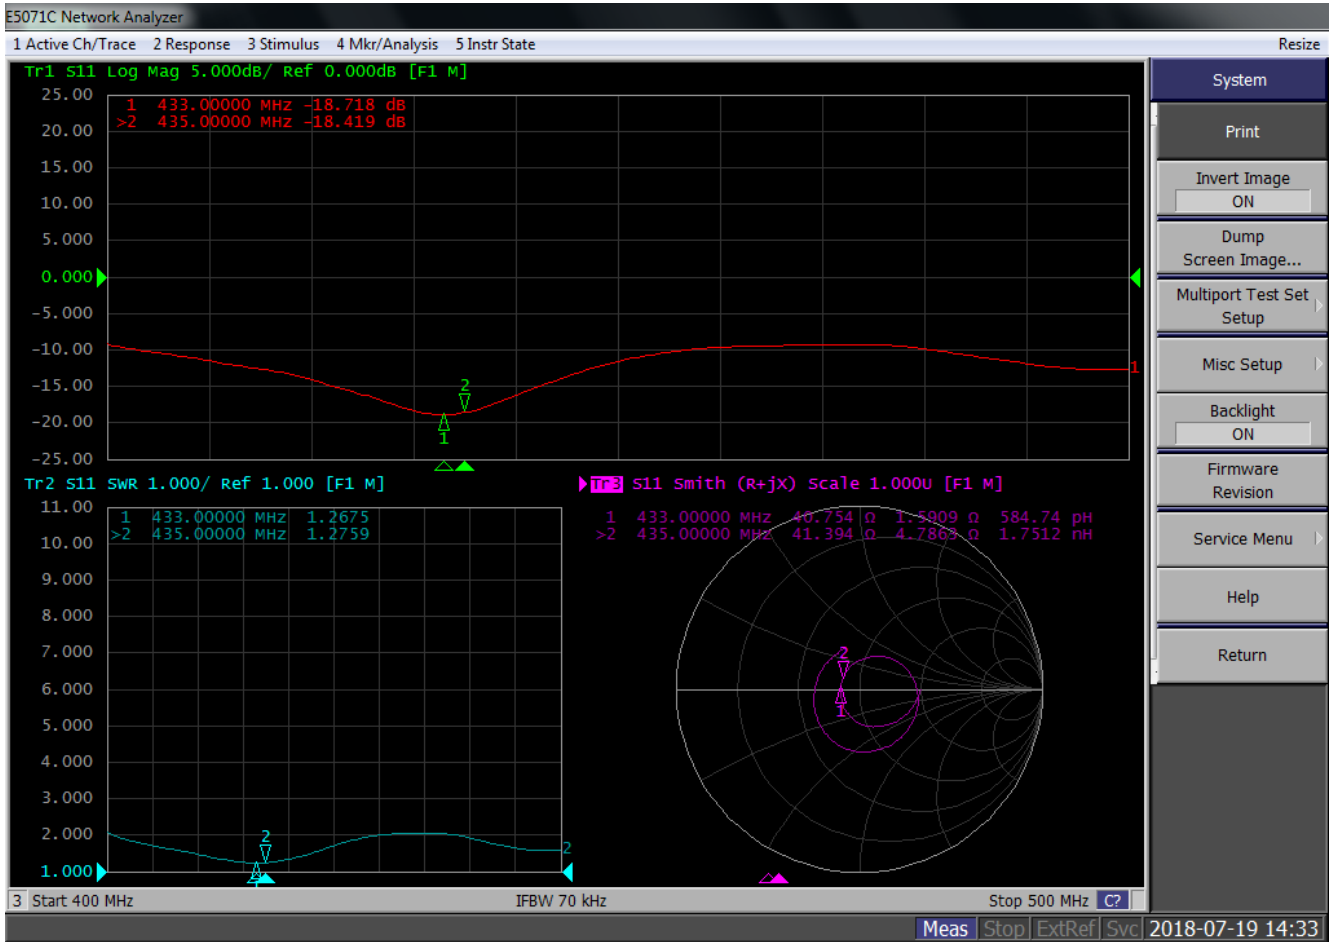 E5071C Network Analyzer
1 Active Ch/Trace 2 Response 3 Stimulus 4 Mkr/Analysis 5 Instr State Resize
Tr1 S11 Log Mag 5.000dB/ Ref 0.000dB [F1 M]
25.00
20.00
15.00
10.00
5.000
0.000
-5.000
-10.00
-15.00
-20.00
-25.00
1 433.00000 MHz -18.718 dB
>2 435.00000 MHz -18.419 dB
2
1
1
Tr2 S11 SWR 1.000/ Ref 1.000 [F1 M]
11.00
10.00
9.000
8.000
7.000
6.000
5.000
4.000
3.000
2.000
1.000
1 433.00000 MHz 1.2675
>2 435.00000 MHz 1.2759
2
1
2
Tr3 S11 Smith (R+jX) Scale 1.000U [F1 M]
1 433.00000 MHz 40.754 Ω 1.5909 Ω 584.74 pH
>2 435.00000 MHz 41.394 Ω 4.7863 Ω 1.7512 nH
2
1
System
Print
Invert Image
ON
Dump
Screen Image...
Multiport Test Set
Setup
Misc Setup
Backlight
ON
Firmware
Revision
Service Menu
Help
Return
3 Start 400 MHz IFBW 70 kHz Stop 500 MHz C?
Meas Stop ExtRef Svc 2018-07-19 14:33